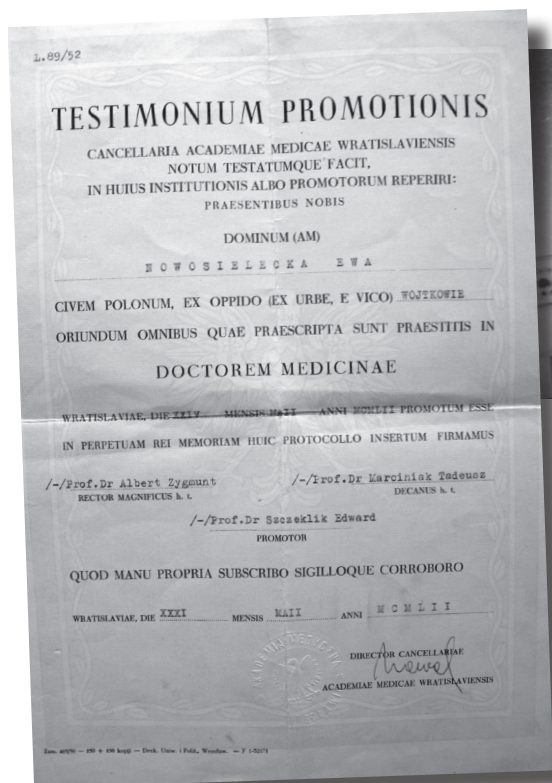 L.89/52
TESTIMONIUM PROMOTIONIS
CANCELLARIA ACADEMIAE MEDICAE WRATISLAVIENSIS
NOTUM TESTATUMQUE FACIT,
IN HUIUS INSTITUTIONIS ALBO PROMOTORUM REPERIRI:
PRAESENTIBUS NOBIS
DOMINUM (AM)
NOWOSIELECKA EWA
CIVEM POLONUM, EX OPPIDO (EX URBE, E VICO) WOJTKOWIE
ORIUNDUM OMNIBUS QUAE PRAESCRIPTA SUNT PRAESTITIS IN
DOCTOREM MEDICINAE
WRATISLAVIAE, DIE XXIV MENSIS MAII ANNI MCMLII PROMOTUM ESSE
IN PERPETUAM REI MEMORIAM HUIC PROTOCOLLO INSERTUM FIRMAMUS
/-/Prof.Dr Albert Zygmunt /-/Prof.Dr Marciniak Tadeusz
RECTOR MAGNIFICUS h. t. DECANUS h. t.
/-/Prof.Dr Szczeklik Edward
PROMOTOR
QUOD MANU PROPRIA SUBSCRIBO SIGILLOQUE CORROBORO
WRATISLAVIAE, DIE XXXI MENSIS MAII ANNI MCMLII
DIRECTOR CANCELLARIAE
ACADEMIAE MEDICAE WRATISLAVIENSIS